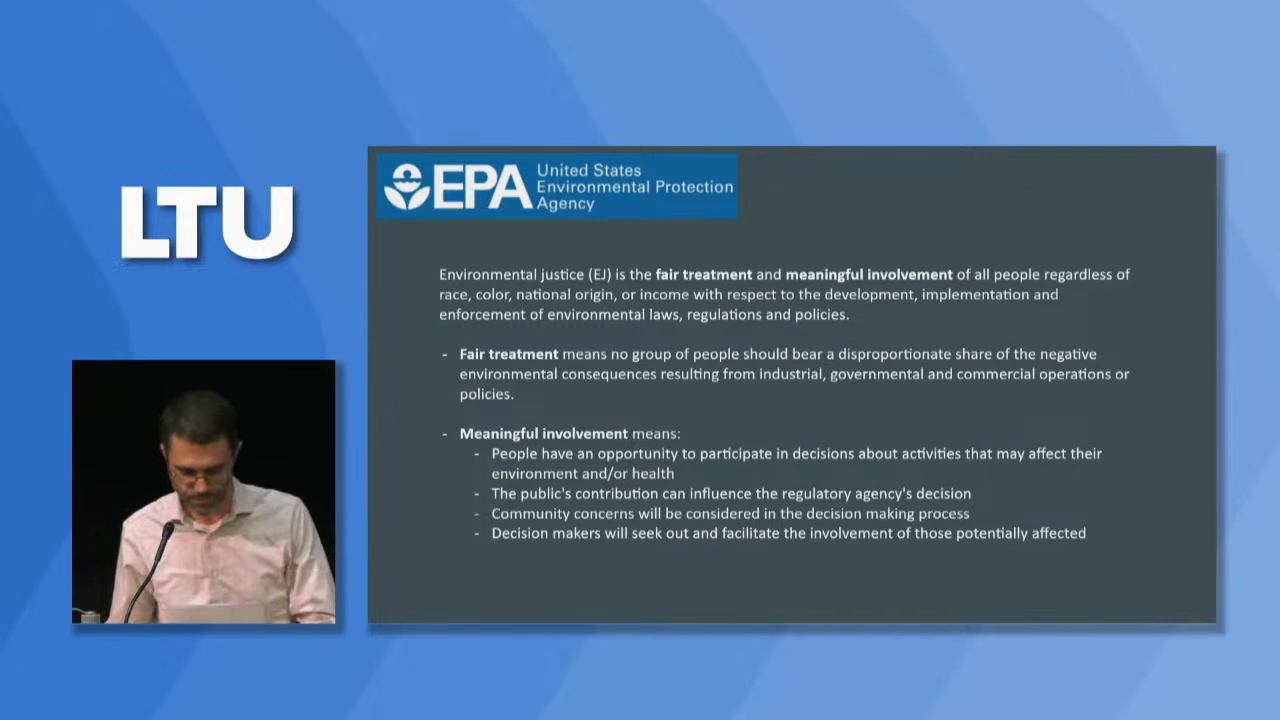 LTU
EPA
United States
Environmental Protection
Agency
Environmental justice (EJ) is the fair treatment and meaningful involvement of all people regardless of
race, color, national origin, or income with respect to the development, implementation and
enforcement of environmental laws, regulations and policies.
- Fair treatment means no group of people should bear a disproportionate share of the negative
environmental consequences resulting from industrial, governmental and commercial operations or
policies.
- Meaningful involvement means:
- People have an opportunity to participate in decisions about activities that may affect their
environment and/or health
- The public's contribution can influence the regulatory agency's decision
- Community concerns will be considered in the decision making process
- Decision makers will seek out and facilitate the involvement of those potentially affected